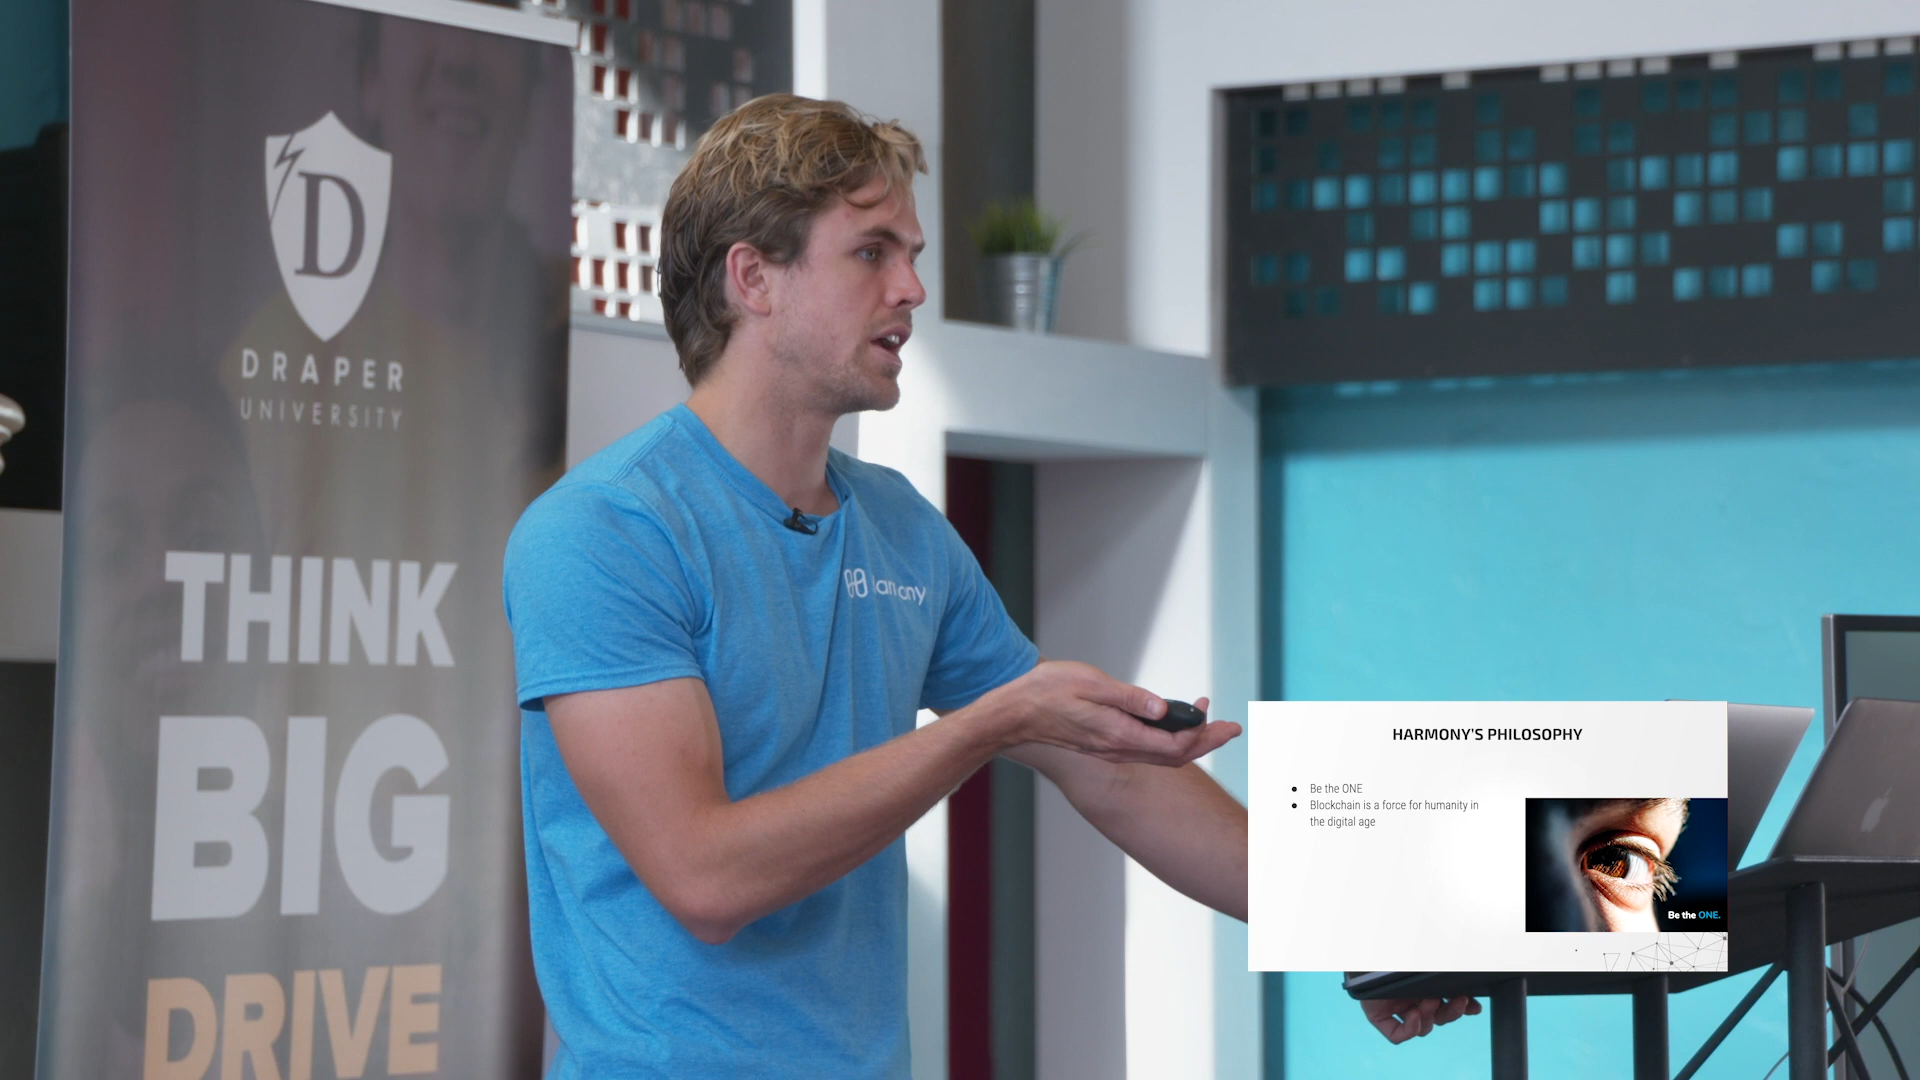 D
DRAPER
UNIVERSITY
THINK
BIG
DRIVE
harmony
HARMONY'S PHILOSOPHY
Be the ONE
Blockchain is a force for humanity in
the digital age
Be the ONE.